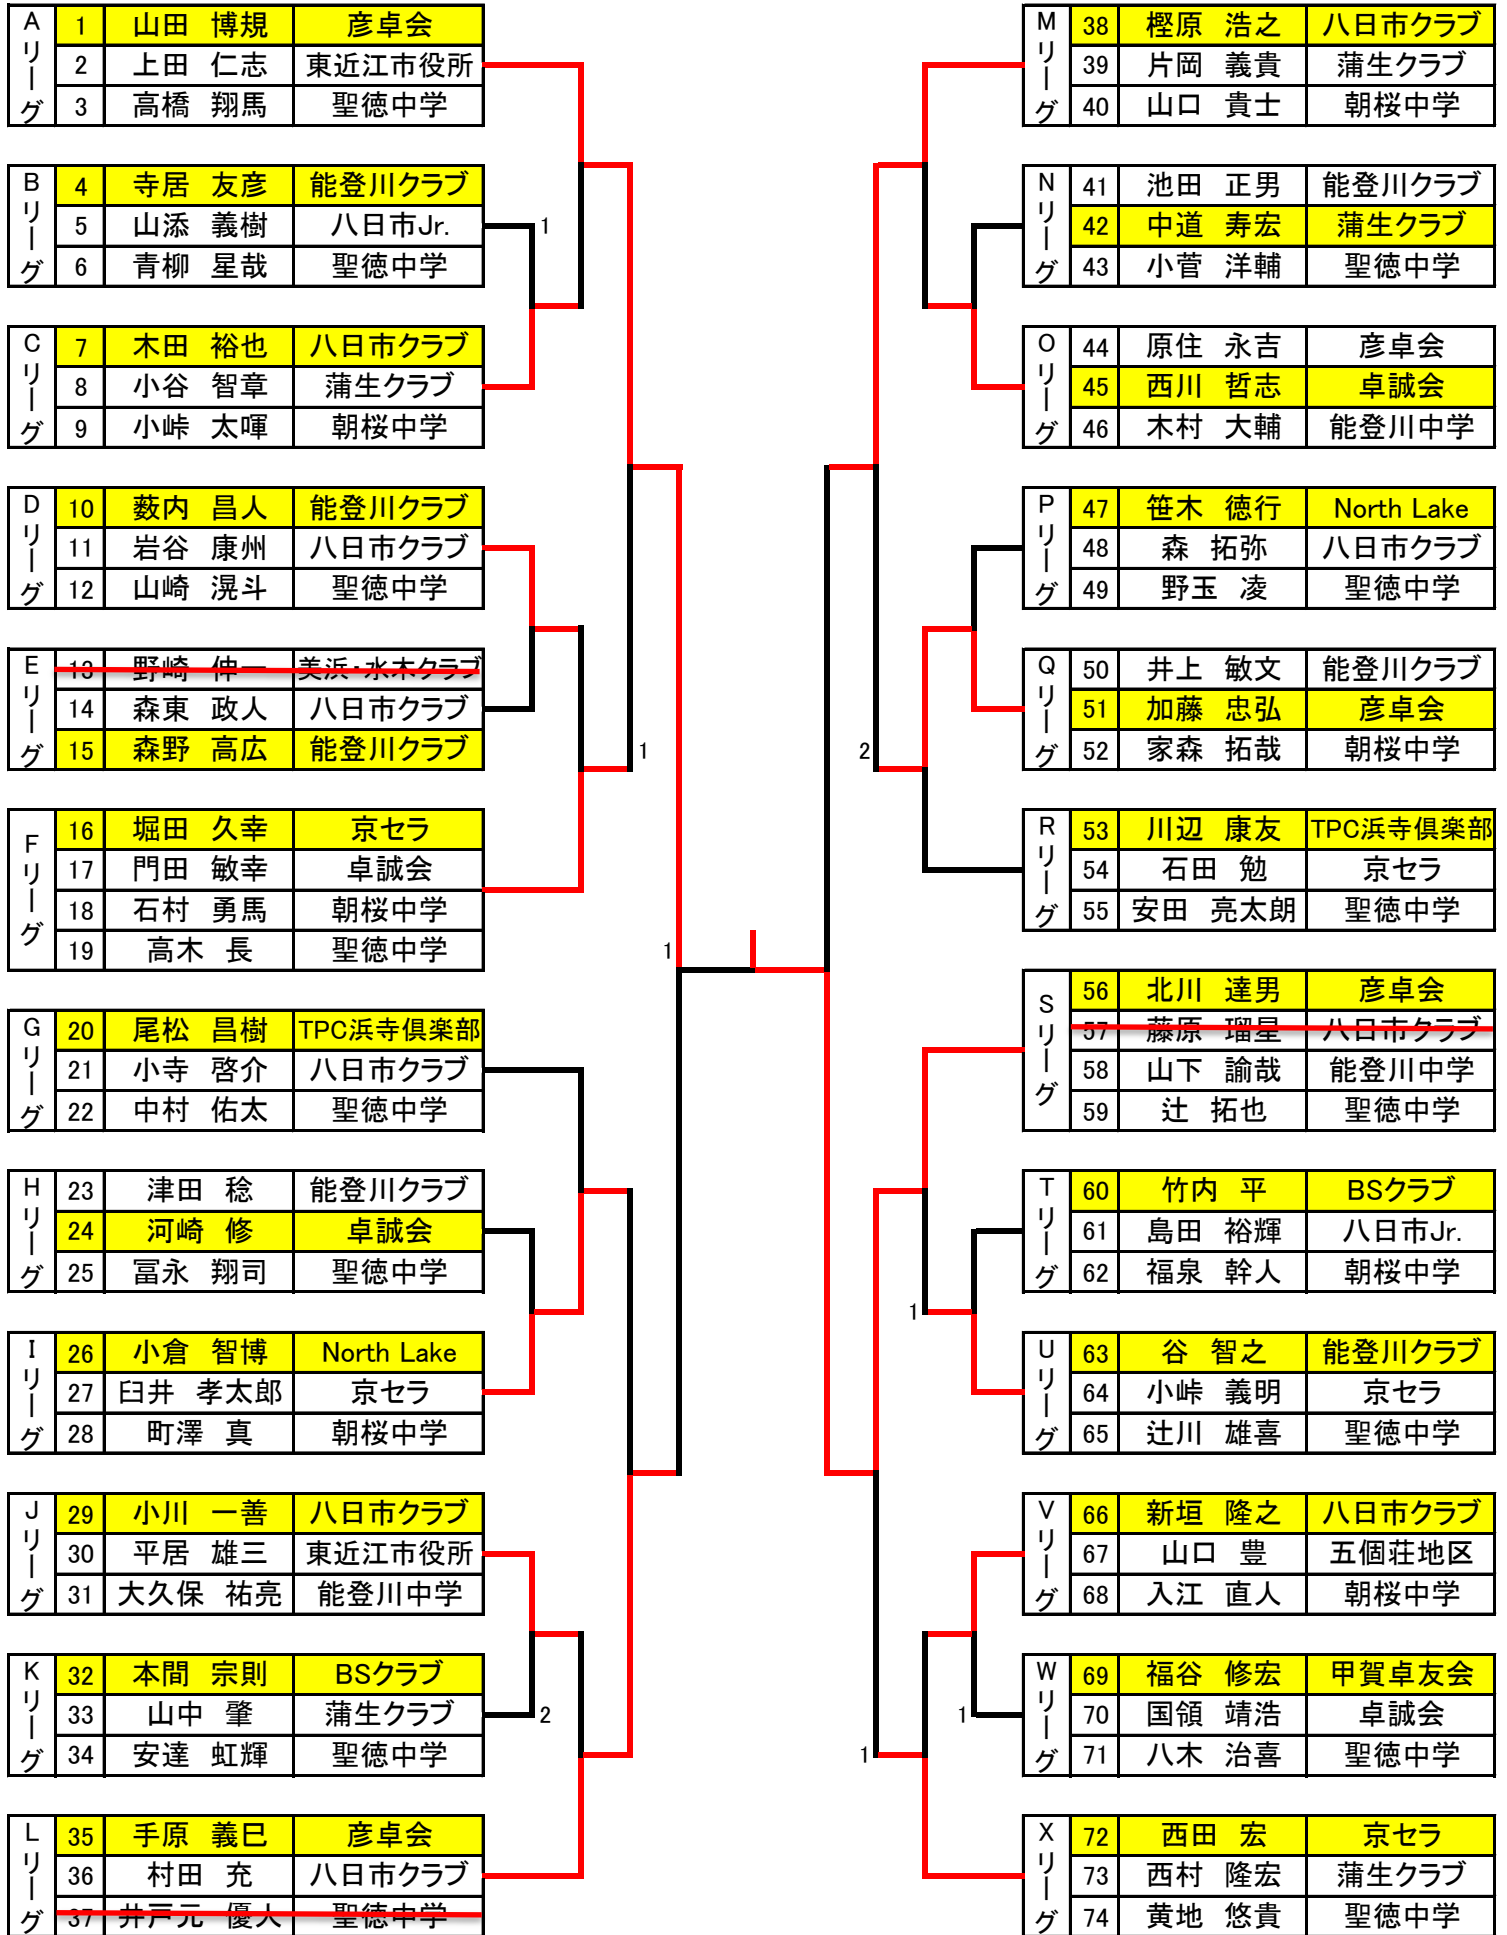 Aリーグ
1 山田 博規 彦卓会
2 上田 仁志 東近江市役所
3 高橋 翔馬 聖徳中学
Bリーグ
4 寺居 友彦 能登川クラブ
5 山添 義樹 八日市Jr.
6 青柳 星哉 聖徳中学
1
Cリーグ
7 木田 裕也 八日市クラブ
8 小谷 智章 蒲生クラブ
9 小峠 太暉 朝桜中学
Dリーグ
10 薮内 昌人 能登川クラブ
11 岩谷 康州 八日市クラブ
12 山崎 滉斗 聖徳中学
Eリーグ
13 野崎 伸一 美浜・水木クラブ
14 森東 政人 八日市クラブ
15 森野 高広 能登川クラブ
1
Fリーグ
16 堀田 久幸 京セラ
17 門田 敏幸 卓誠会
18 石村 勇馬 朝桜中学
19 高木 長 聖徳中学
1
Gリーグ
20 尾松 昌樹 TPC浜寺倶楽部
21 小寺 啓介 八日市クラブ
22 中村 佑太 聖徳中学
Hリーグ
23 津田 稔 能登川クラブ
24 河崎 修 卓誠会
25 冨永 翔司 聖徳中学
Iリーグ
26 小倉 智博 North Lake
27 臼井 孝太郎 京セラ
28 町澤 真 朝桜中学
Jリーグ
29 小川 一善 八日市クラブ
30 平居 雄三 東近江市役所
31 大久保 祐亮 能登川中学
Kリーグ
32 本間 宗則 BSクラブ
33 山中 肇 蒲生クラブ
34 安達 虹輝 聖徳中学
2
Lリーグ
35 手原 義巳 彦卓会
36 村田 充 八日市クラブ
37 井戸元 優人 聖徳中学
Mリーグ
38 樫原 浩之 八日市クラブ
39 片岡 義貴 蒲生クラブ
40 山口 貴士 朝桜中学
Nリーグ
41 池田 正男 能登川クラブ
42 中道 寿宏 蒲生クラブ
43 小菅 洋輔 聖徳中学
Oリーグ
44 原住 永吉 彦卓会
45 西川 哲志 卓誠会
46 木村 大輔 能登川中学
Pリーグ
47 笹木 徳行 North Lake
48 森 拓弥 八日市クラブ
49 野玉 凌 聖徳中学
Qリーグ
50 井上 敏文 能登川クラブ
51 加藤 忠弘 彦卓会
52 家森 拓哉 朝桜中学
2
Rリーグ
53 川辺 康友 TPC浜寺倶楽部
54 石田 勉 京セラ
55 安田 亮太朗 聖徳中学
Sリーグ
56 北川 達男 彦卓会
57 藤原 瑠星 八日市クラブ
58 山下 諭哉 能登川中学
59 辻 拓也 聖徳中学
Tリーグ
60 竹内 平 BSクラブ
61 島田 裕輝 八日市Jr.
62 福泉 幹人 朝桜中学
1
Uリーグ
63 谷 智之 能登川クラブ
64 小峠 義明 京セラ
65 辻川 雄喜 聖徳中学
Vリーグ
66 新垣 隆之 八日市クラブ
67 山口 豊 五個荘地区
68 入江 直人 朝桜中学
Wリーグ
69 福谷 修宏 甲賀卓友会
70 国領 靖浩 卓誠会
71 八木 治喜 聖徳中学
1
1
Xリーグ
72 西田 宏 京セラ
73 西村 隆宏 蒲生クラブ
74 黄地 悠貴 聖徳中学